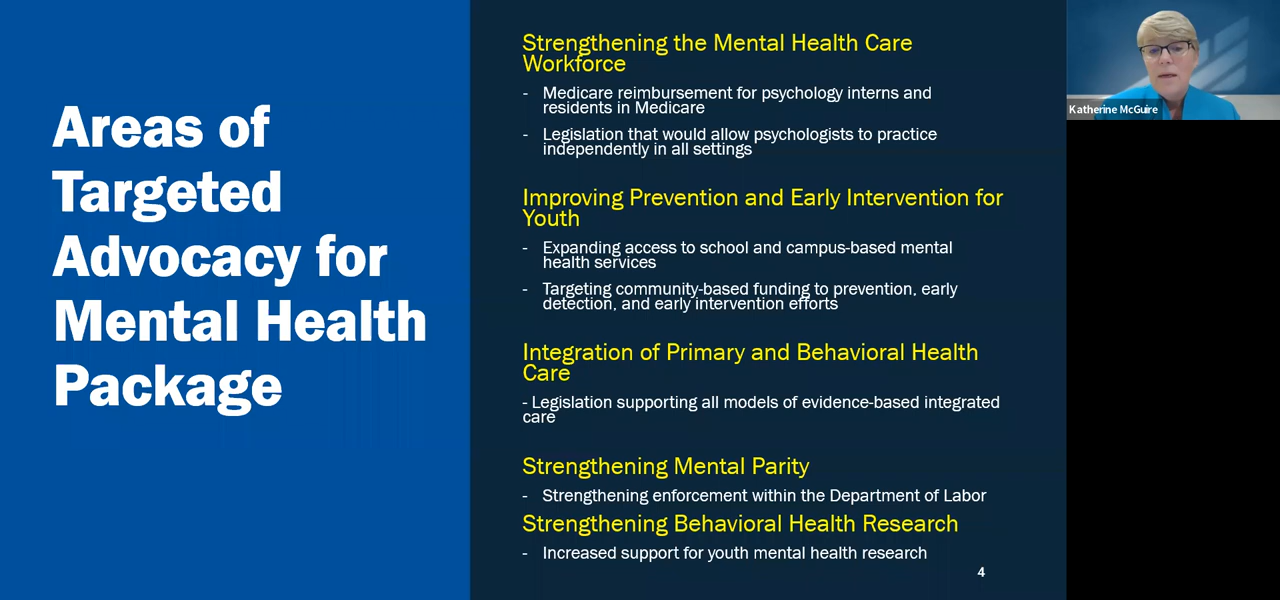 Areas of
Targeted
Advocacy for
Mental Health
Package
Strengthening the Mental Health Care
Workforce
- Medicare reimbursement for psychology interns and
residents in Medicare
- Legislation that would allow psychologists to practice
independently in all settings
Improving Prevention and Early Intervention for
Youth
- Expanding access to school and campus-based mental
health services
- Targeting community-based funding to prevention, early
detection, and early intervention efforts
Integration of Primary and Behavioral Health
Care
- Legislation supporting all models of evidence-based integrated
care
Strengthening Mental Parity
- Strengthening enforcement within the Department of Labor
Strengthening Behavioral Health Research
- Increased support for youth mental health research
4
Katherine McGuire